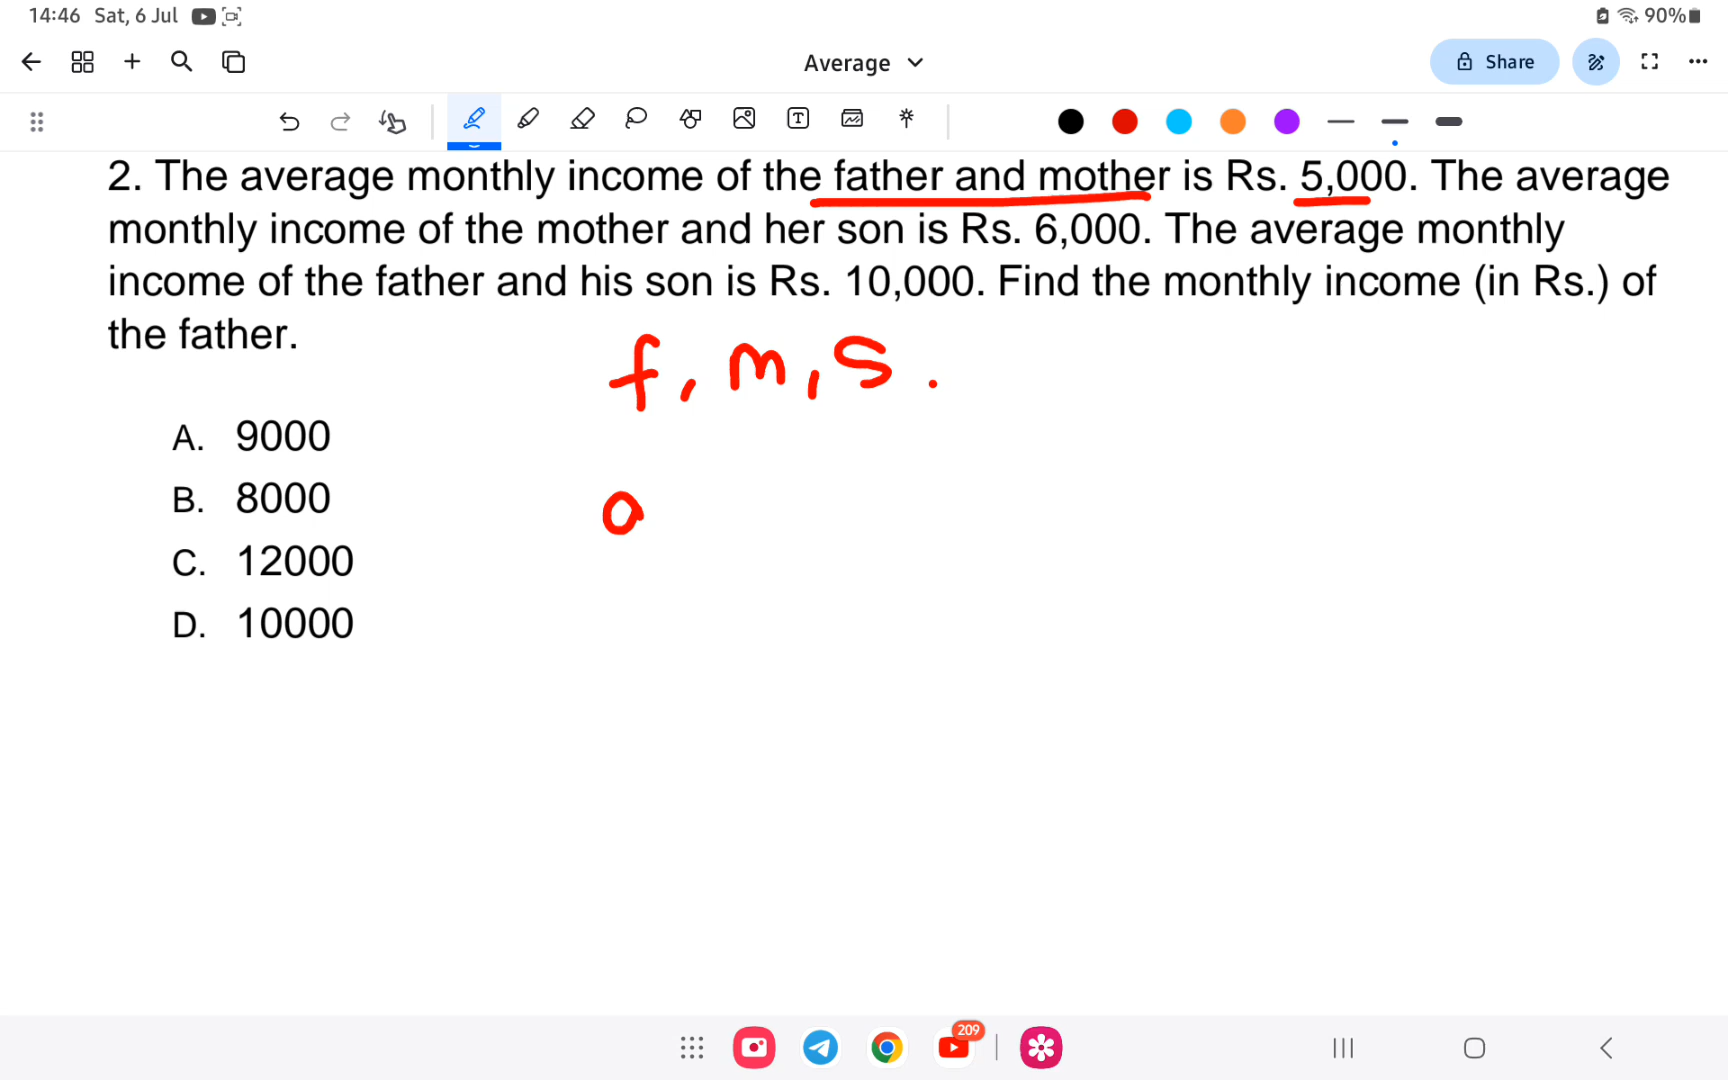 14:46 Sat, 6 Jul 90%
Average
Share
2. The average monthly income of the father and mother is Rs. 5,000. The average
monthly income of the mother and her son is Rs. 6,000. The average monthly
income of the father and his son is Rs. 10,000. Find the monthly income (in Rs.) of
the father.
f, m, s.
A. 9000
B. 8000
a
C. 12000
D. 10000
209